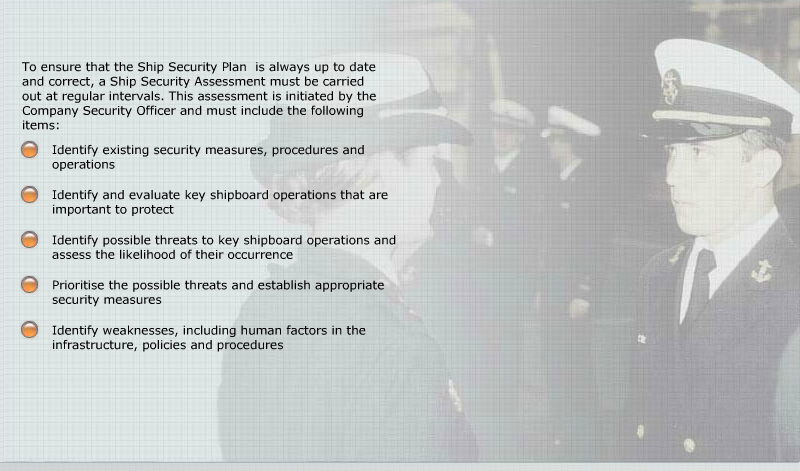 To ensure that the Ship Security Plan  is always up to date
and correct, a Ship Security Assessment must be carried
out at regular intervals. This assessment is initiated by the
Company Security Officer and must include the following
items:
Identify existing security measures, procedures and
operations
Identify and evaluate key shipboard operations that are
important to protect
Identify possible threats to key shipboard operations and
assess the likelihood of their occurrence
Prioritise the possible threats and establish appropriate
security measures
Identify weaknesses, including human factors in the
infrastructure, policies and procedures